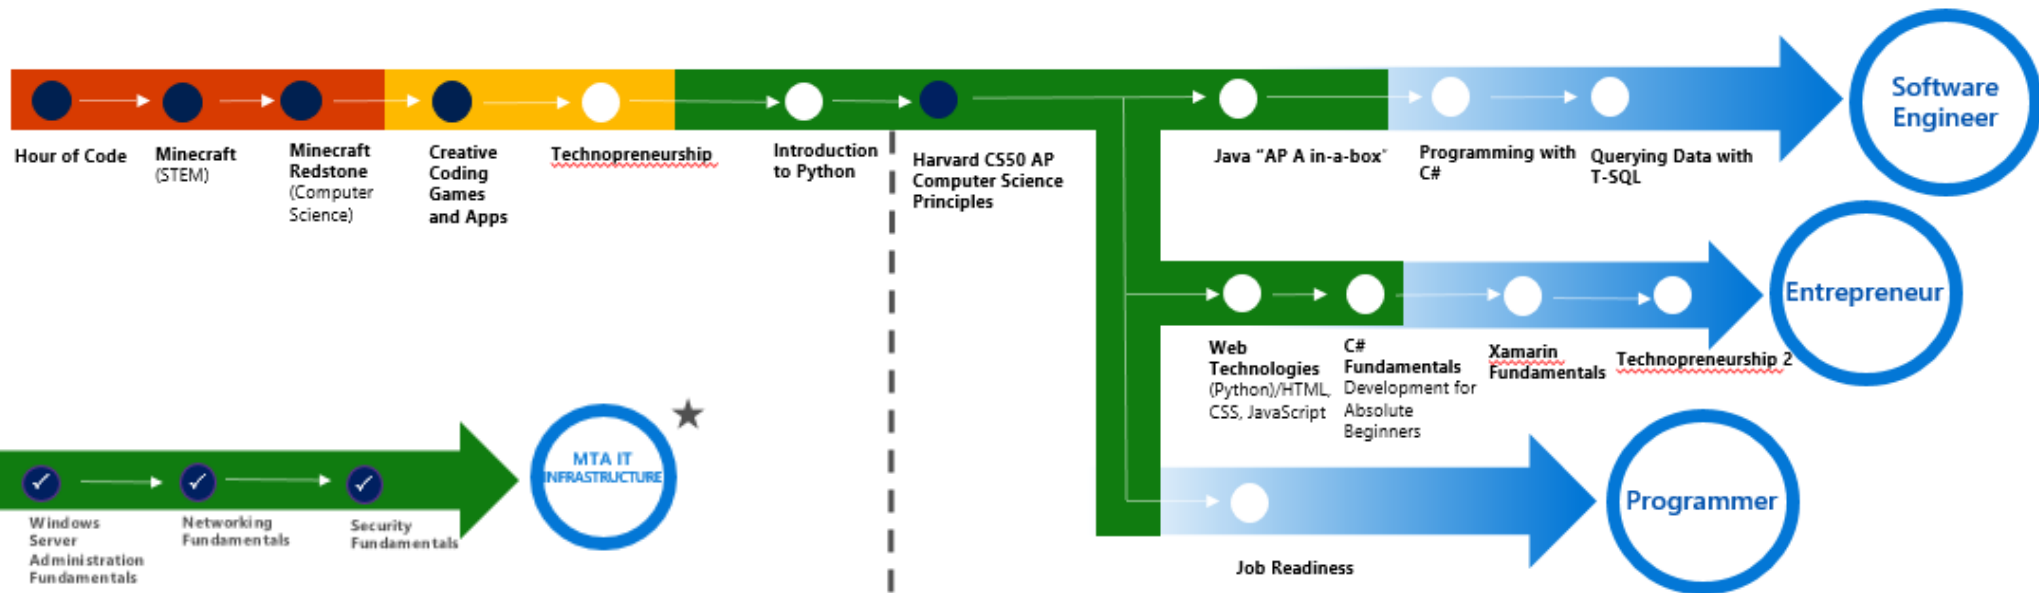 Hour of Code
Minecraft
(STEM)
Minecraft
Redstone
(Computer
Science)
Creative
Coding
Games
and Apps
Technopreneurship
Introduction
to Python
Harvard CS50 AP
Computer Science
Principles
Java “AP A in-a-box”
Programming with
C#
Querying Data with
T-SQL
Software
Engineer
Web
Technologies
(Python)/HTML,
CSS, JavaScript
C#
Fundamentals
Development for
Absolute
Beginners
Xamarin
Fundamentals
Technopreneurship 2
Entrepreneur
Job Readiness
Programmer
Windows
Server
Administration
Fundamentals
Networking
Fundamentals
Security
Fundamentals
MTA IT
INFRASTRUCTURE